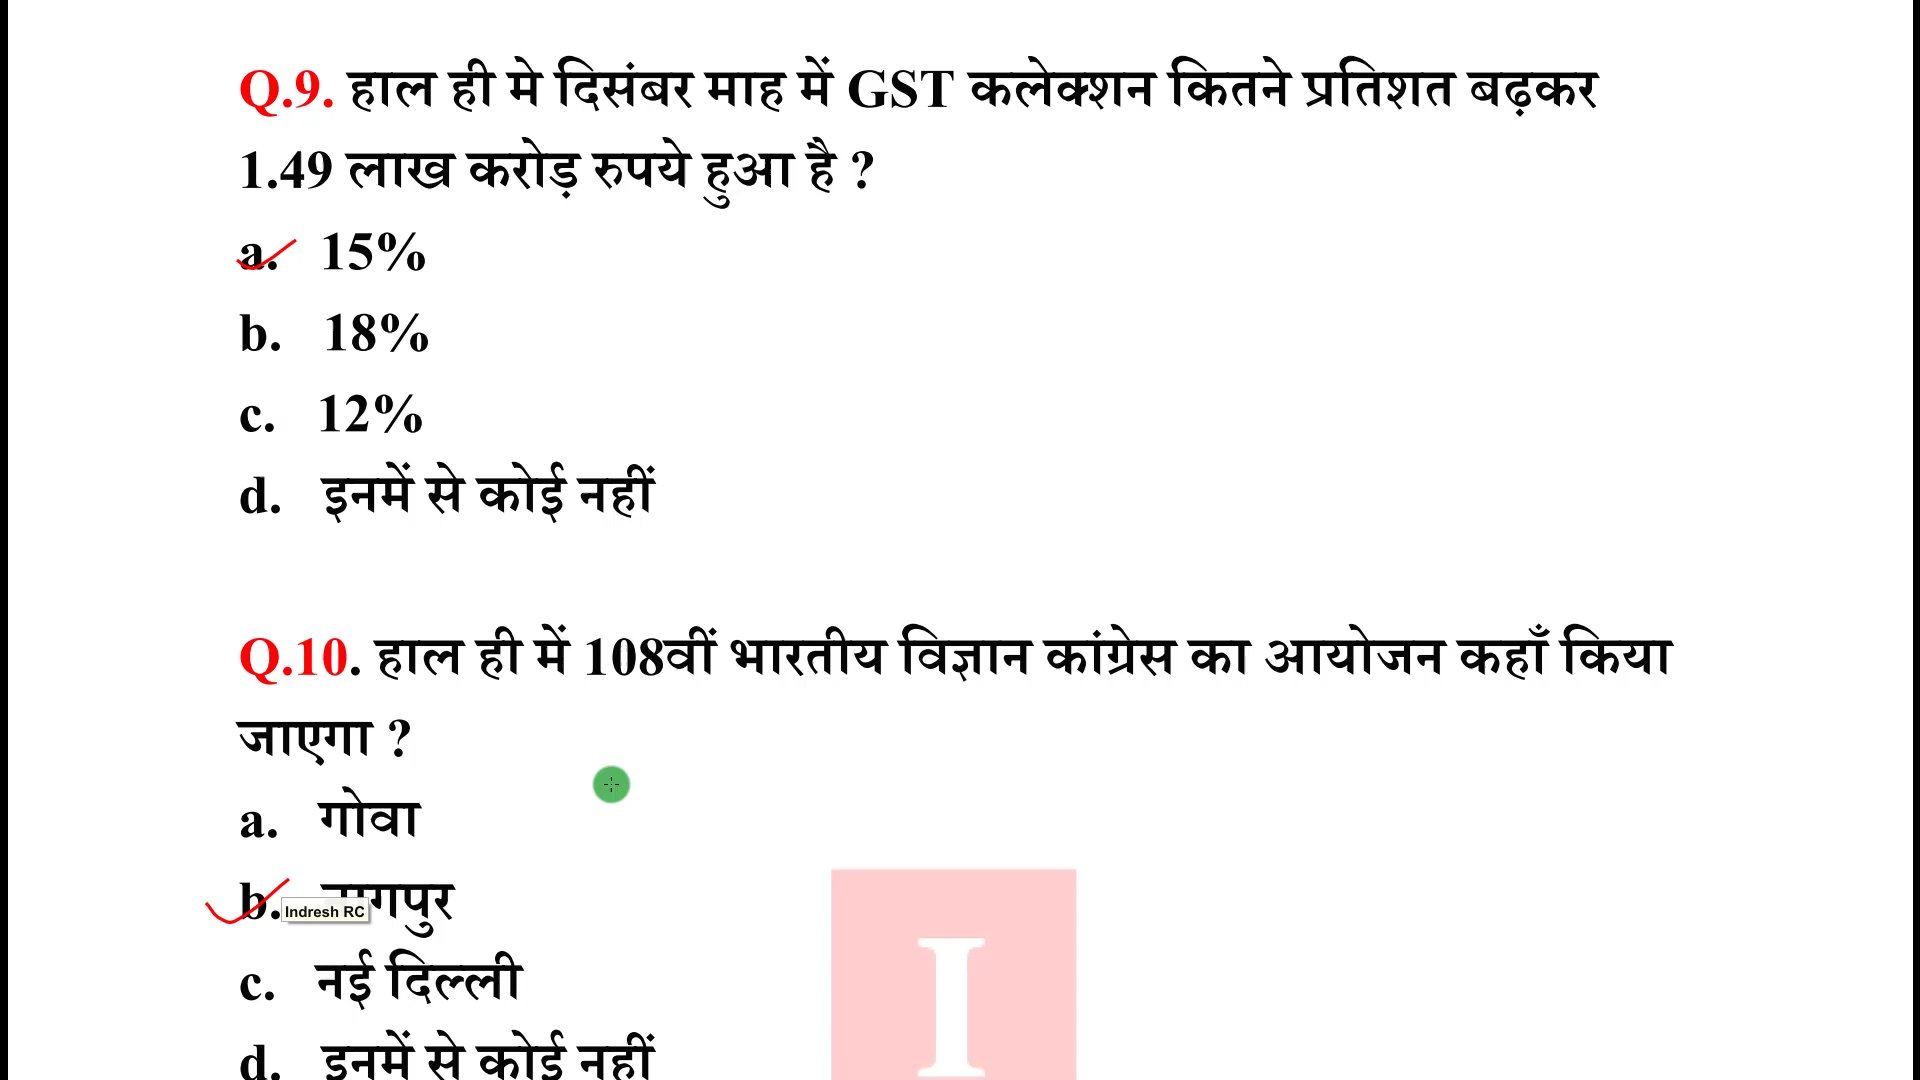 Q.9. हाल ही मे दिसंबर माह में GST कलेक्शन कितने प्रतिशत बढ़कर
1.49 लाख करोड़ रुपये हुआ है ?
a. 15%
b. 18%
c. 12%
d. इनमें से कोई नहीं
Q.10. हाल ही में 108वीं भारतीय विज्ञान कांग्रेस का आयोजन कहाँ किया
जाएगा ?
a. गोवा
b. नागपुर
Indresh RC
c. नई दिल्ली
d. इनमें से कोई नहीं
I